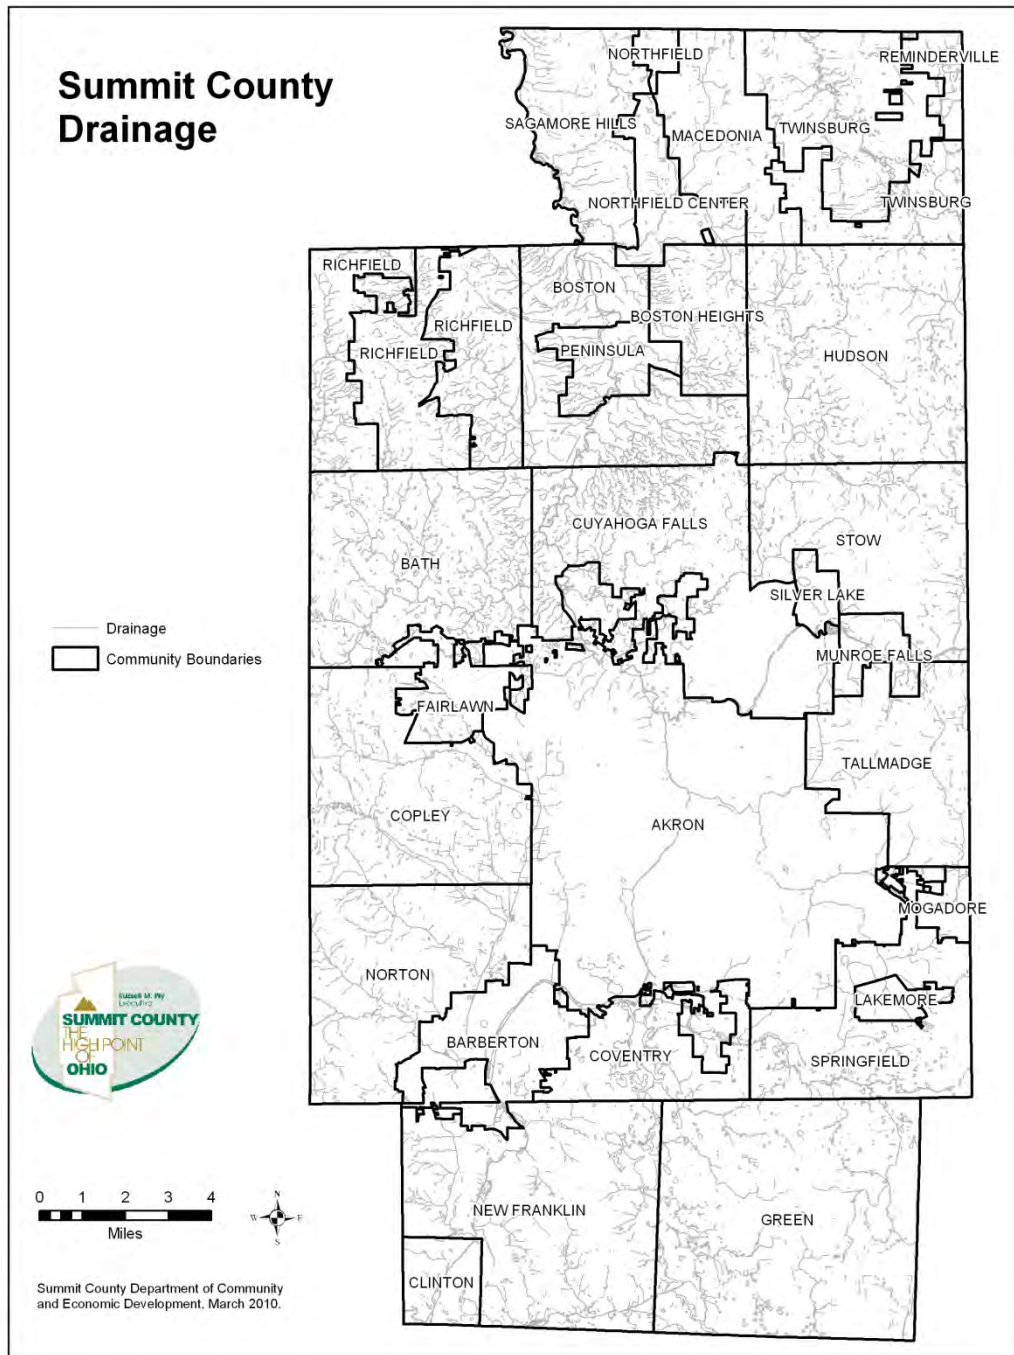 Summit County
Drainage
NORTHFIELD
REMINDERVILLE
SAGAMORE HILLS
MACEDONIA
TWINSBURG
NORTHFIELD CENTER
TWINSBURG
RICHFIELD
BOSTON
BOSTON HEIGHTS
RICHFIELD
RICHFIELD
PENINSULA
HUDSON
CUYAHOGA FALLS
STOW
BATH
SILVER LAKE
Drainage
Community Boundaries
MUNROE FALLS
FAIRLAWN
TALLMADGE
COPLEY
AKRON
MOGADORE
NORTON
LAKEMORE
Russell M. Pry
Executive
SUMMIT COUNTY
THE
HIGH POINT
OF
OHIO
BARBERTON
COVENTRY
SPRINGFIELD
0 1 2 3 4
Miles
N
W E
S
NEW FRANKLIN
GREEN
CLINTON
Summit County Department of Community
and Economic Development, March 2010.